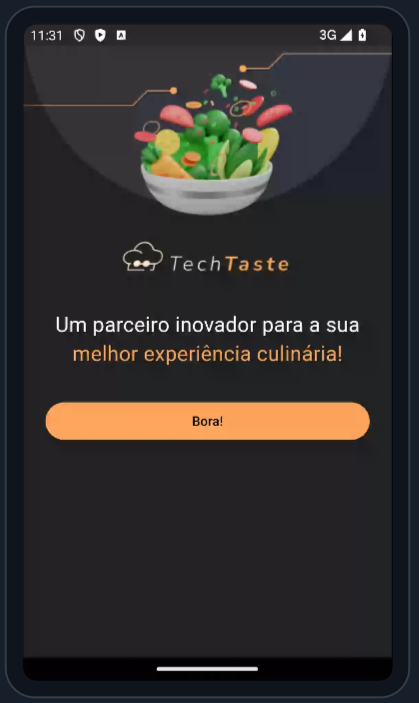 11:31
3G
TechTaste
Um parceiro inovador para a sua
melhor experiência culinária!
Bora!